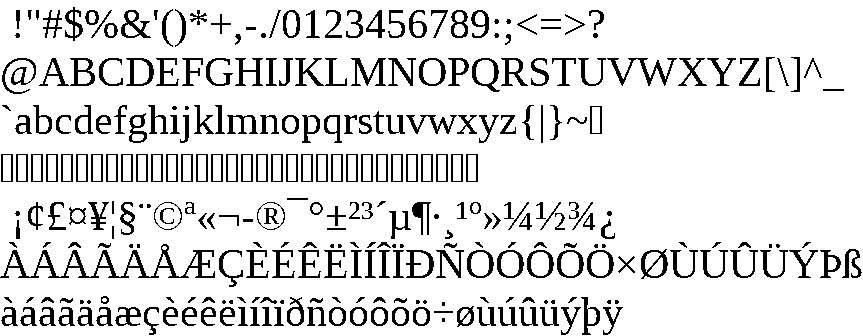 !"#$%&'()*+,-./0123456789:;<=>?
@ABCDEFGHIJKLMNOPQRSTUVWXYZ[\]^_
`abcdefghijklmnopqrstuvwxyz{|}~▯
▯▯▯▯▯▯▯▯▯▯▯▯▯▯▯▯▯▯▯▯▯▯▯▯▯▯▯▯▯▯▯▯
¡¢£¤¥¦§¨©ª«¬-®¯°±²³´µ¶·¸¹º»¼½¾¿
ÀÁÂÃÄÅÆÇÈÉÊËÌÍÎÏÐÑÒÓÔÕÖ×ØÙÚÛÜÝÞß
àáâãäåæçèéêëìíîïðñòóôõö÷øùúûüýþÿ